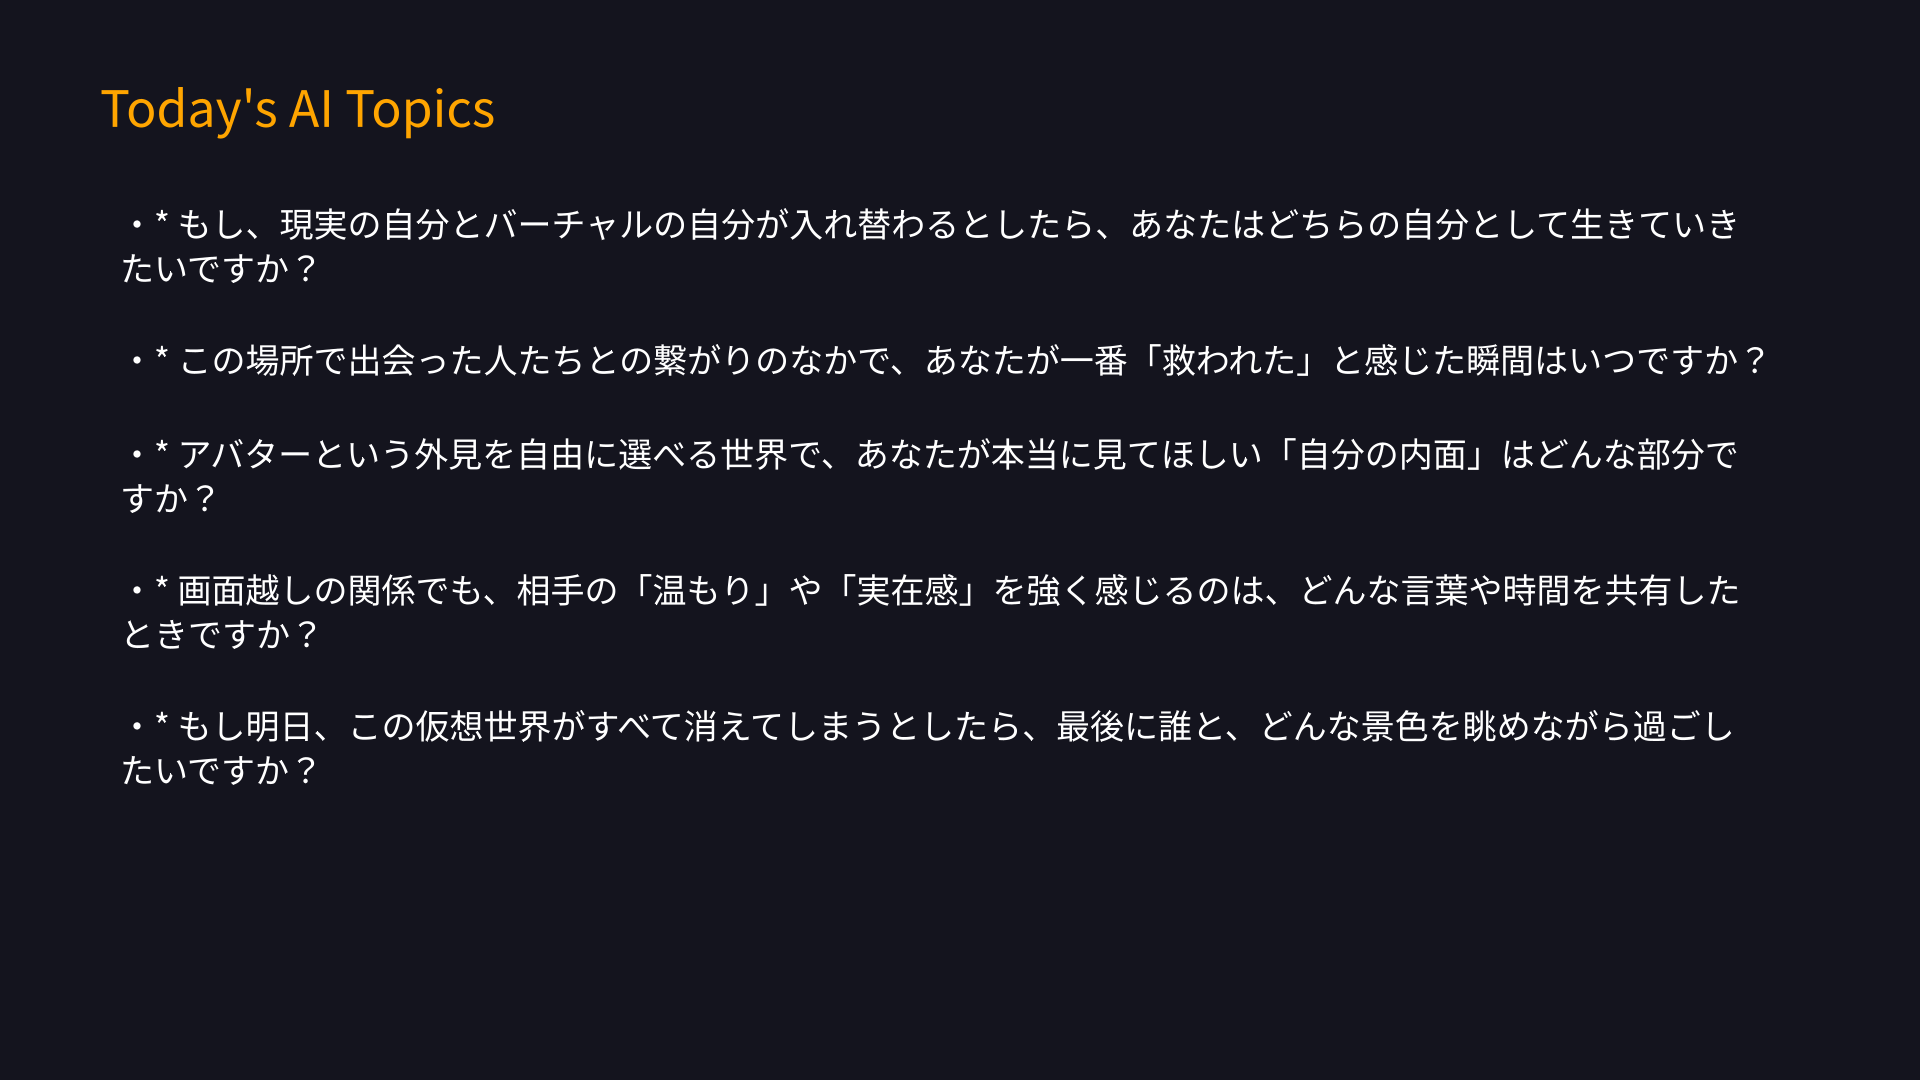 Today's AI Topics
・* もし、現実の自分とバーチャルの自分が入れ替わるとしたら、あなたはどちらの自分として生きていき
たいですか？
・* この場所で出会った人たちとの繋がりのなかで、あなたが一番「救われた」と感じた瞬間はいつですか？
・* アバターという外見を自由に選べる世界で、あなたが本当に見てほしい「自分の内面」はどんな部分で
すか？
・* 画面越しの関係でも、相手の「温もり」や「実在感」を強く感じるのは、どんな言葉や時間を共有した
ときですか？
・* もし明日、この仮想世界がすべて消えてしまうとしたら、最後に誰と、どんな景色を眺めながら過ごし
たいですか？